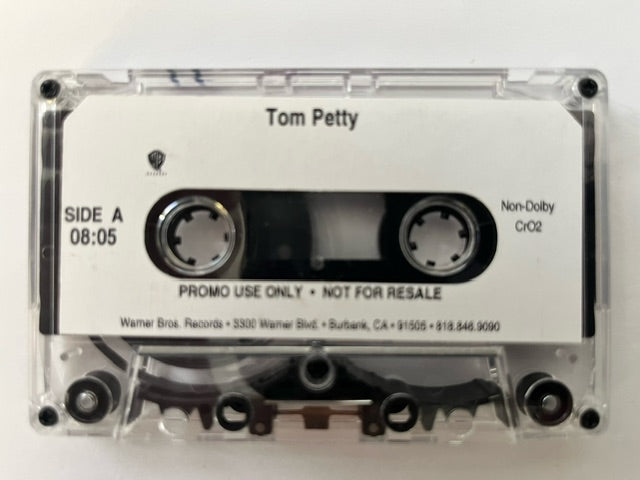 Tom Petty
SIDE A
08:05
Non-Dolby
CrO2
PROMO USE ONLY • NOT FOR RESALE
Warner Bros. Records • 3300 Warner Blvd. • Burbank, CA • 91505 • 818.846.9090